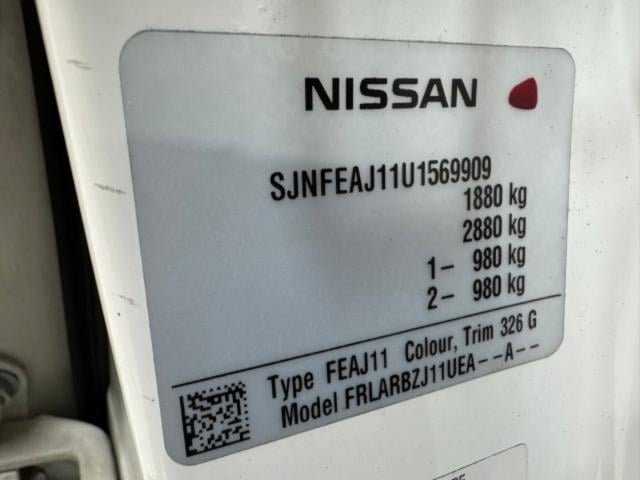 NISSAN
SJNFEAJ11U1569909
1880 kg
2880 kg
1– 980 kg
2– 980 kg
Type FEAJ11 Colour, Trim 326 G
Model FRLARBZJ11UEA--A--